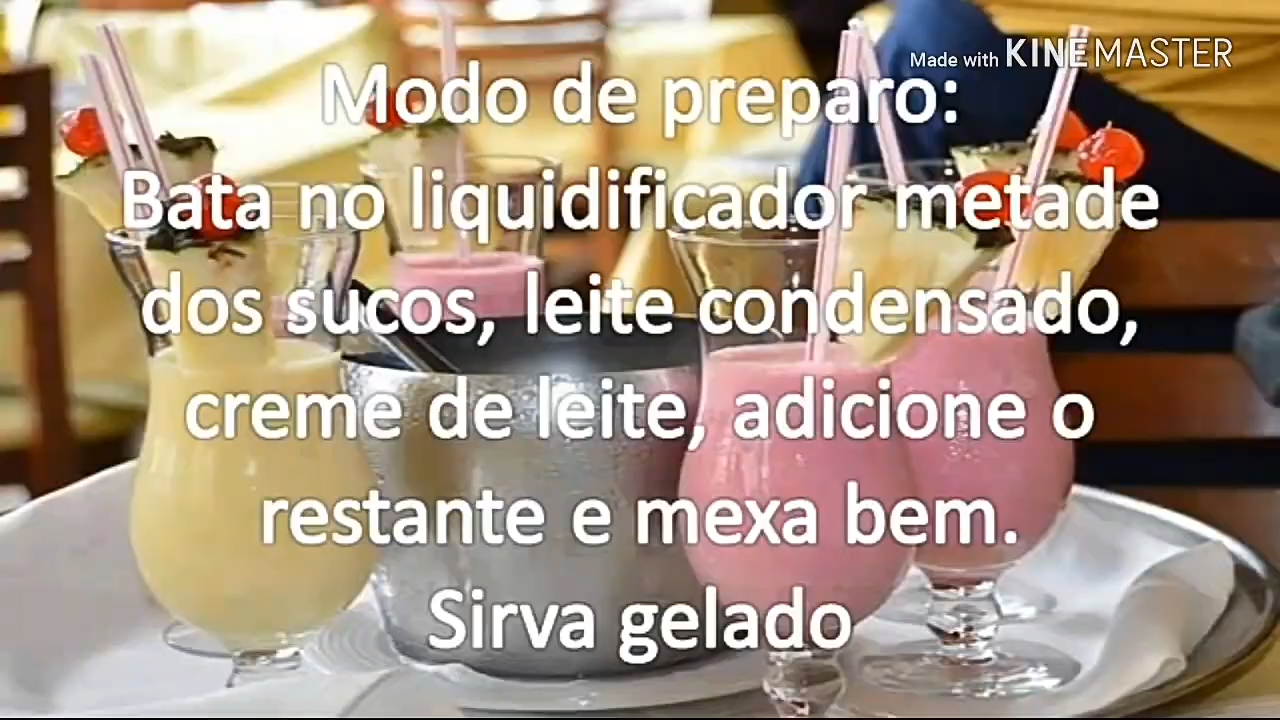 Made with KINEMASTER
Modo de preparo:
Bata no liquidificador metade
dos sucos, leite condensado,
creme de leite, adicione o
restante e mexa bem.
Sirva gelado